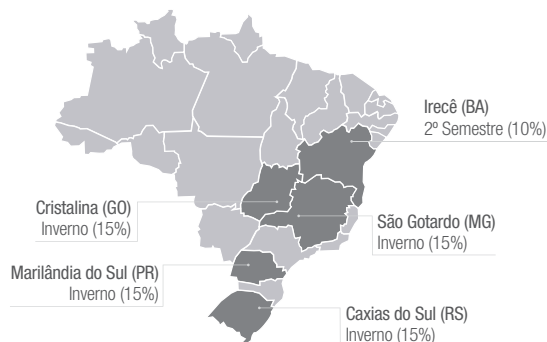 Irecê (BA)
2º Semestre (10%)
Cristalina (GO)
Inverno (15%)
São Gotardo (MG)
Inverno (15%)
Marilândia do Sul (PR)
Inverno (15%)
Caxias do Sul (RS)
Inverno (15%)